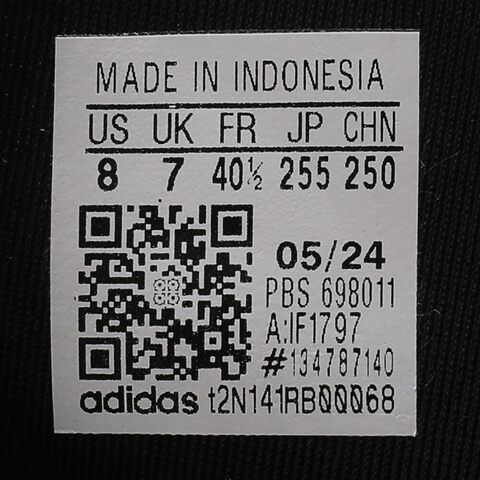 MADE IN INDONESIA
US UK FR JP CHN
8 7 40½ 255 250
05/24
PBS 698011
A:IF1797
#134787140
adidas t2N141RB00068